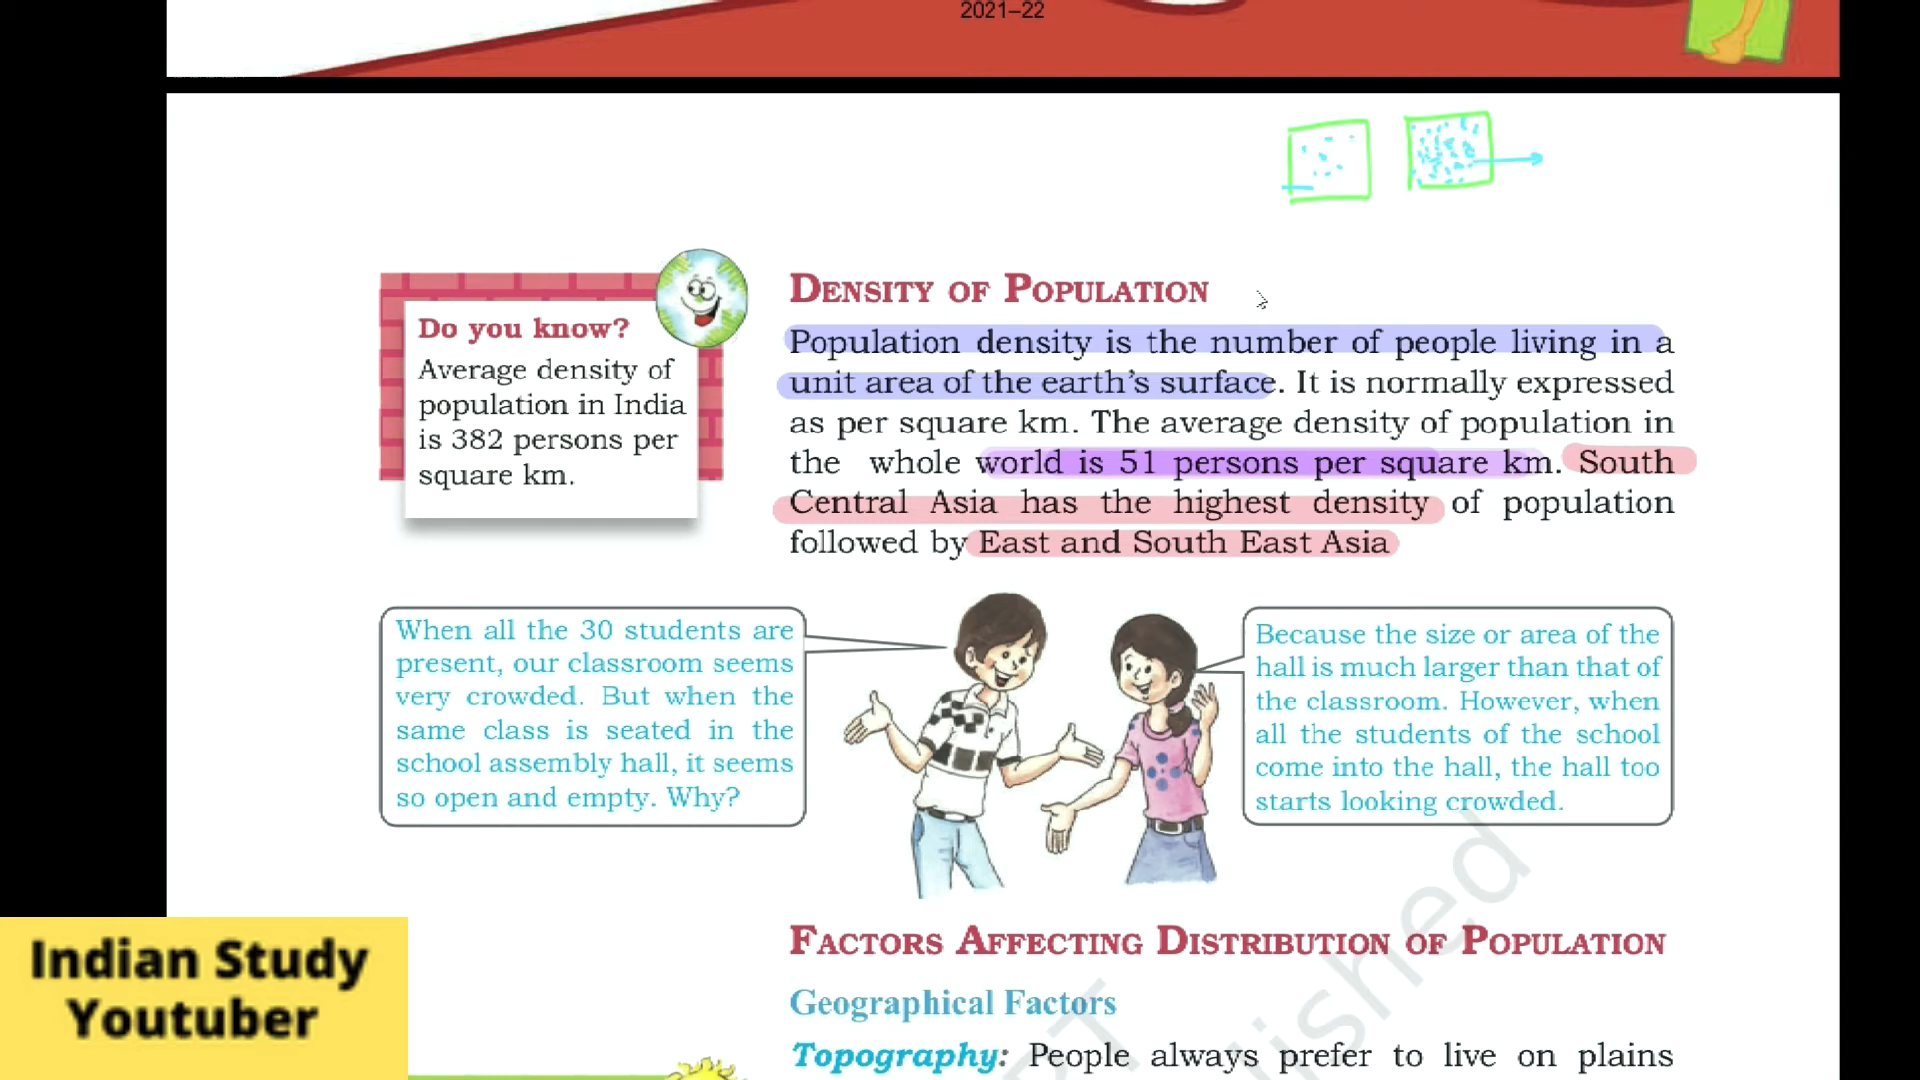 2021–22
DENSITY OF POPULATION
Do you know?
Average density of
population in India
is 382 persons per
square km.
Population density is the number of people living in a
unit area of the earth’s surface. It is normally expressed
as per square km. The average density of population in
the whole world is 51 persons per square km. South
Central Asia has the highest density of population
followed by East and South East Asia
When all the 30 students are
present, our classroom seems
very crowded. But when the
same class is seated in the
school assembly hall, it seems
so open and empty. Why?
Because the size or area of the
hall is much larger than that of
the classroom. However, when
all the students of the school
come into the hall, the hall too
starts looking crowded.
FACTORS AFFECTING DISTRIBUTION OF POPULATION
Geographical Factors
Topography: People always prefer to live on plains
Indian Study
Youtuber